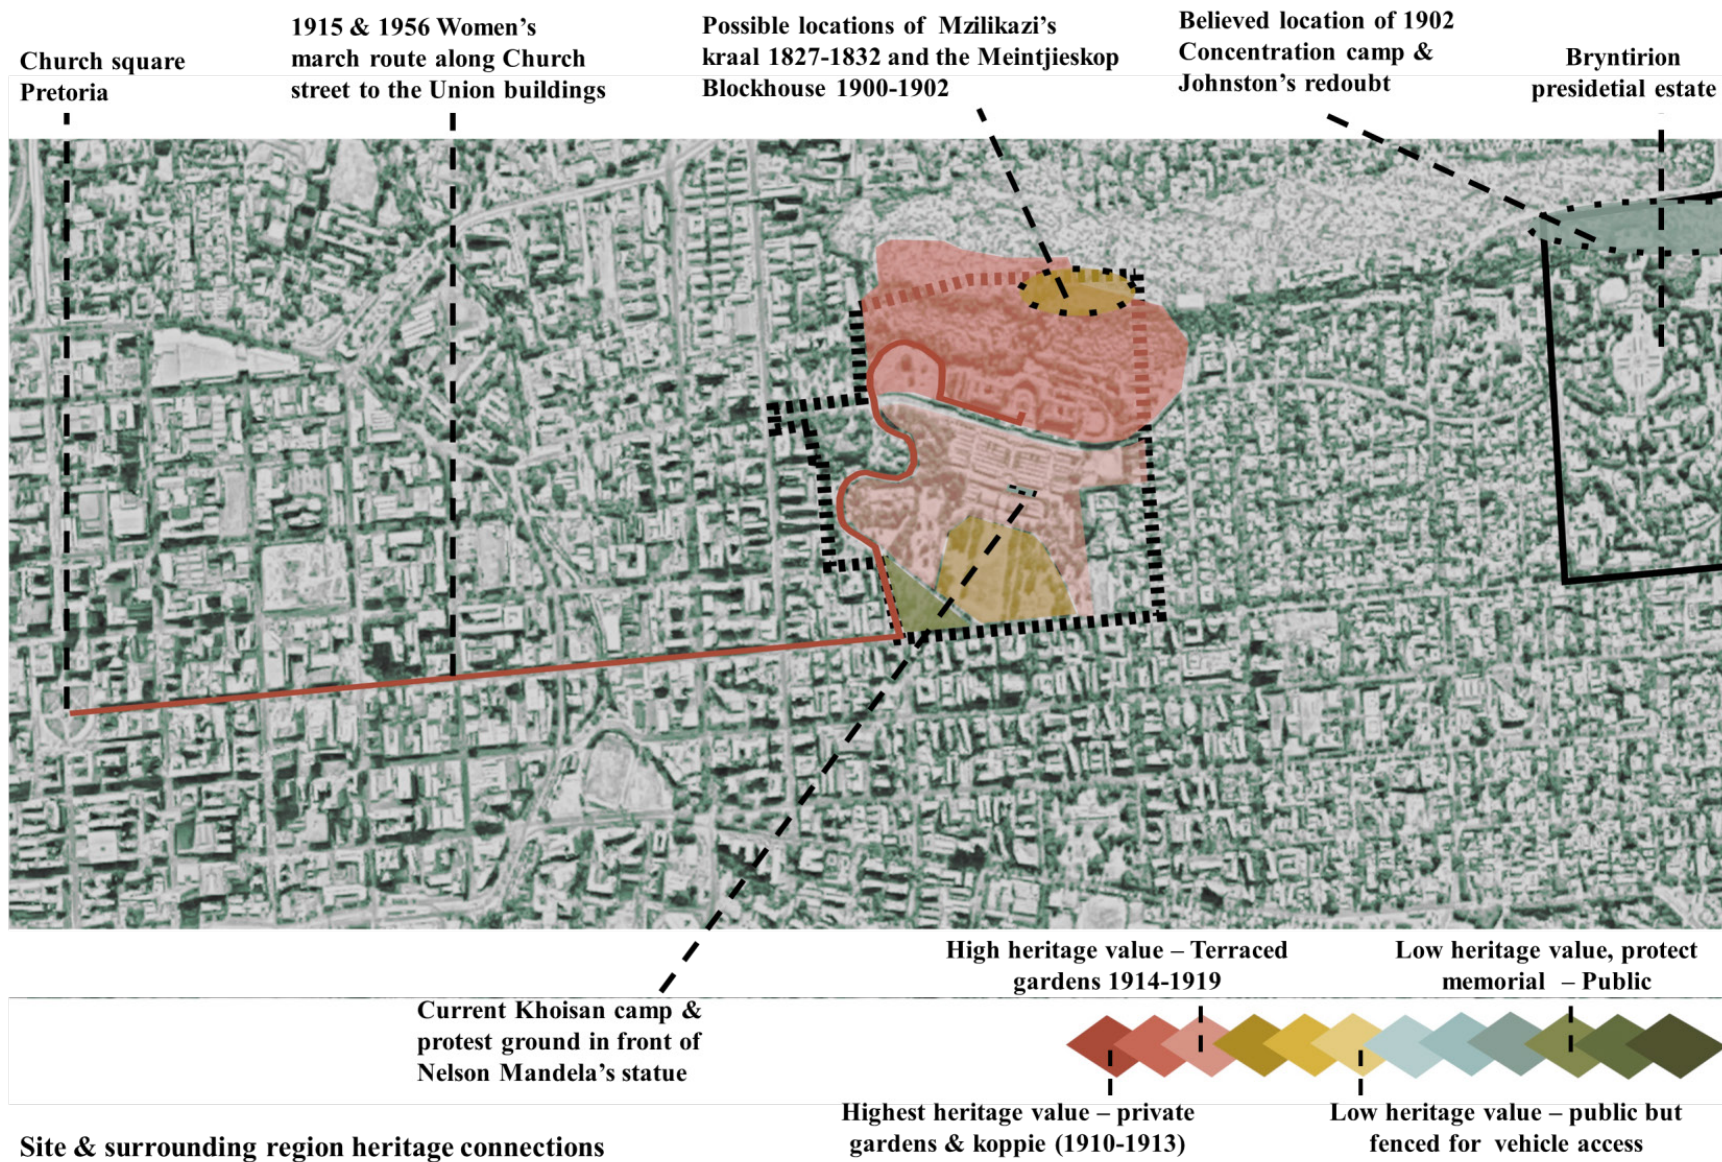 Church square
Pretoria
1915 & 1956 Women's
march route along Church
street to the Union buildings
Possible locations of Mzilikazi's
kraal 1827-1832 and the Meintjieskop
Blockhouse 1900-1902
Believed location of 1902
Concentration camp &
Johnston's redoubt
Bryntirion
presidetial estate
Current Khoisan camp &
protest ground in front of
Nelson Mandela's statue
High heritage value – Terraced
gardens 1914-1919
Low heritage value, protect
memorial – Public
Highest heritage value – private
gardens & koppie (1910-1913)
Low heritage value – public but
fenced for vehicle access
Site & surrounding region heritage connections